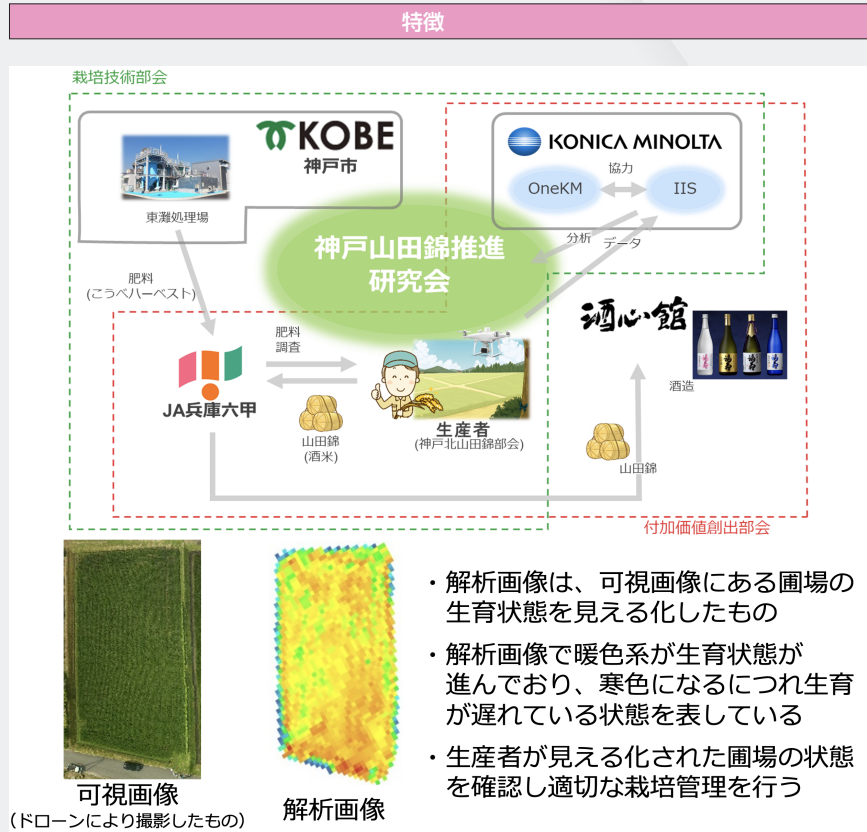 特徴
栽培技術部会
KOBE
神戸市
東灘処理場
KONICA MINOLTA
協力
OneKM
IIS
分析
データ
神戸山田錦推進
研究会
肥料
(こうべハーベスト)
肥料
調査
JA兵庫六甲
山田錦
(酒米)
生産者
(神戸北山田錦部会)
酒心館
酒造
山田錦
付加価値創出部会
・解析画像は、可視画像にある圃場の
生育状態を見える化したもの
・解析画像で暖色系が生育状態が
進んでおり、寒色になるにつれ生育
が遅れている状態を表している
・生産者が見える化された圃場の状態
を確認し適切な栽培管理を行う
可視画像
(ドローンにより撮影したもの)
解析画像